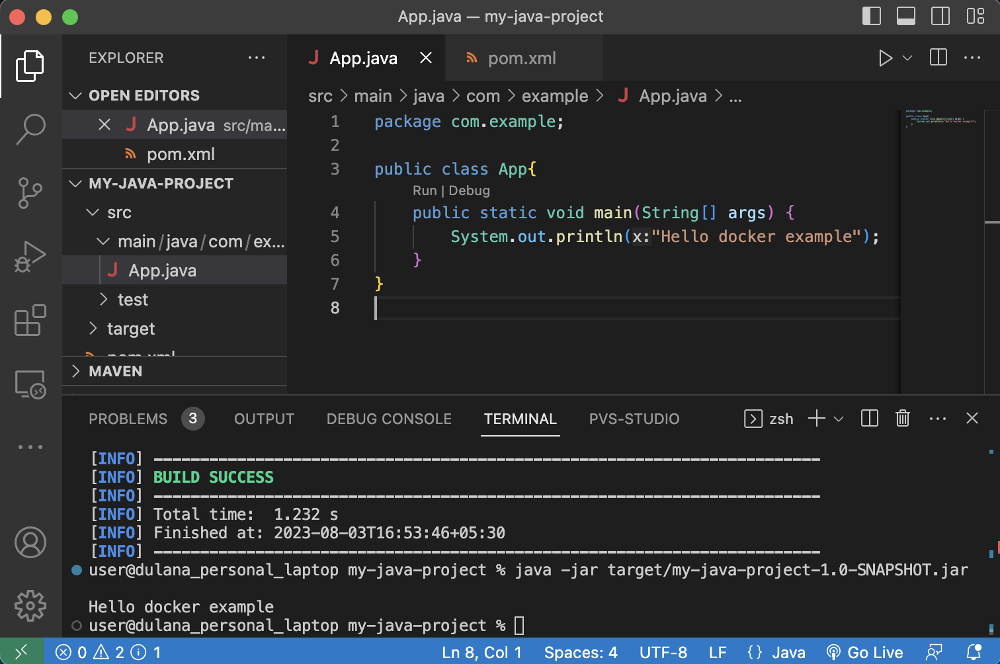 App.java — my-java-project
EXPLORER
OPEN EDITORS
App.java src/ma...
pom.xml
MY-JAVA-PROJECT
src
main/java/com/ex...
App.java
test
target
pom.xml
MAVEN
App.java
pom.xml
src > main > java > com > example > App.java > ...
1 package com.example;
2
3 public class App{
Run | Debug
4 public static void main(String[] args) {
5 System.out.println(x:"Hello docker example");
6 }
7 }
8
PROBLEMS 3 OUTPUT DEBUG CONSOLE TERMINAL PVS-STUDIO zsh
[INFO] ------------------------------------------------------------------------
[INFO] BUILD SUCCESS
[INFO] ------------------------------------------------------------------------
[INFO] Total time:  1.232 s
[INFO] Finished at: 2023-08-03T16:53:46+05:30
[INFO] ------------------------------------------------------------------------
user@dulana_personal_laptop my-java-project % java -jar target/my-java-project-1.0-SNAPSHOT.jar
Hello docker example
user@dulana_personal_laptop my-java-project %
0 2 1 Ln 8, Col 1 Spaces: 4 UTF-8 LF {} Java Go Live